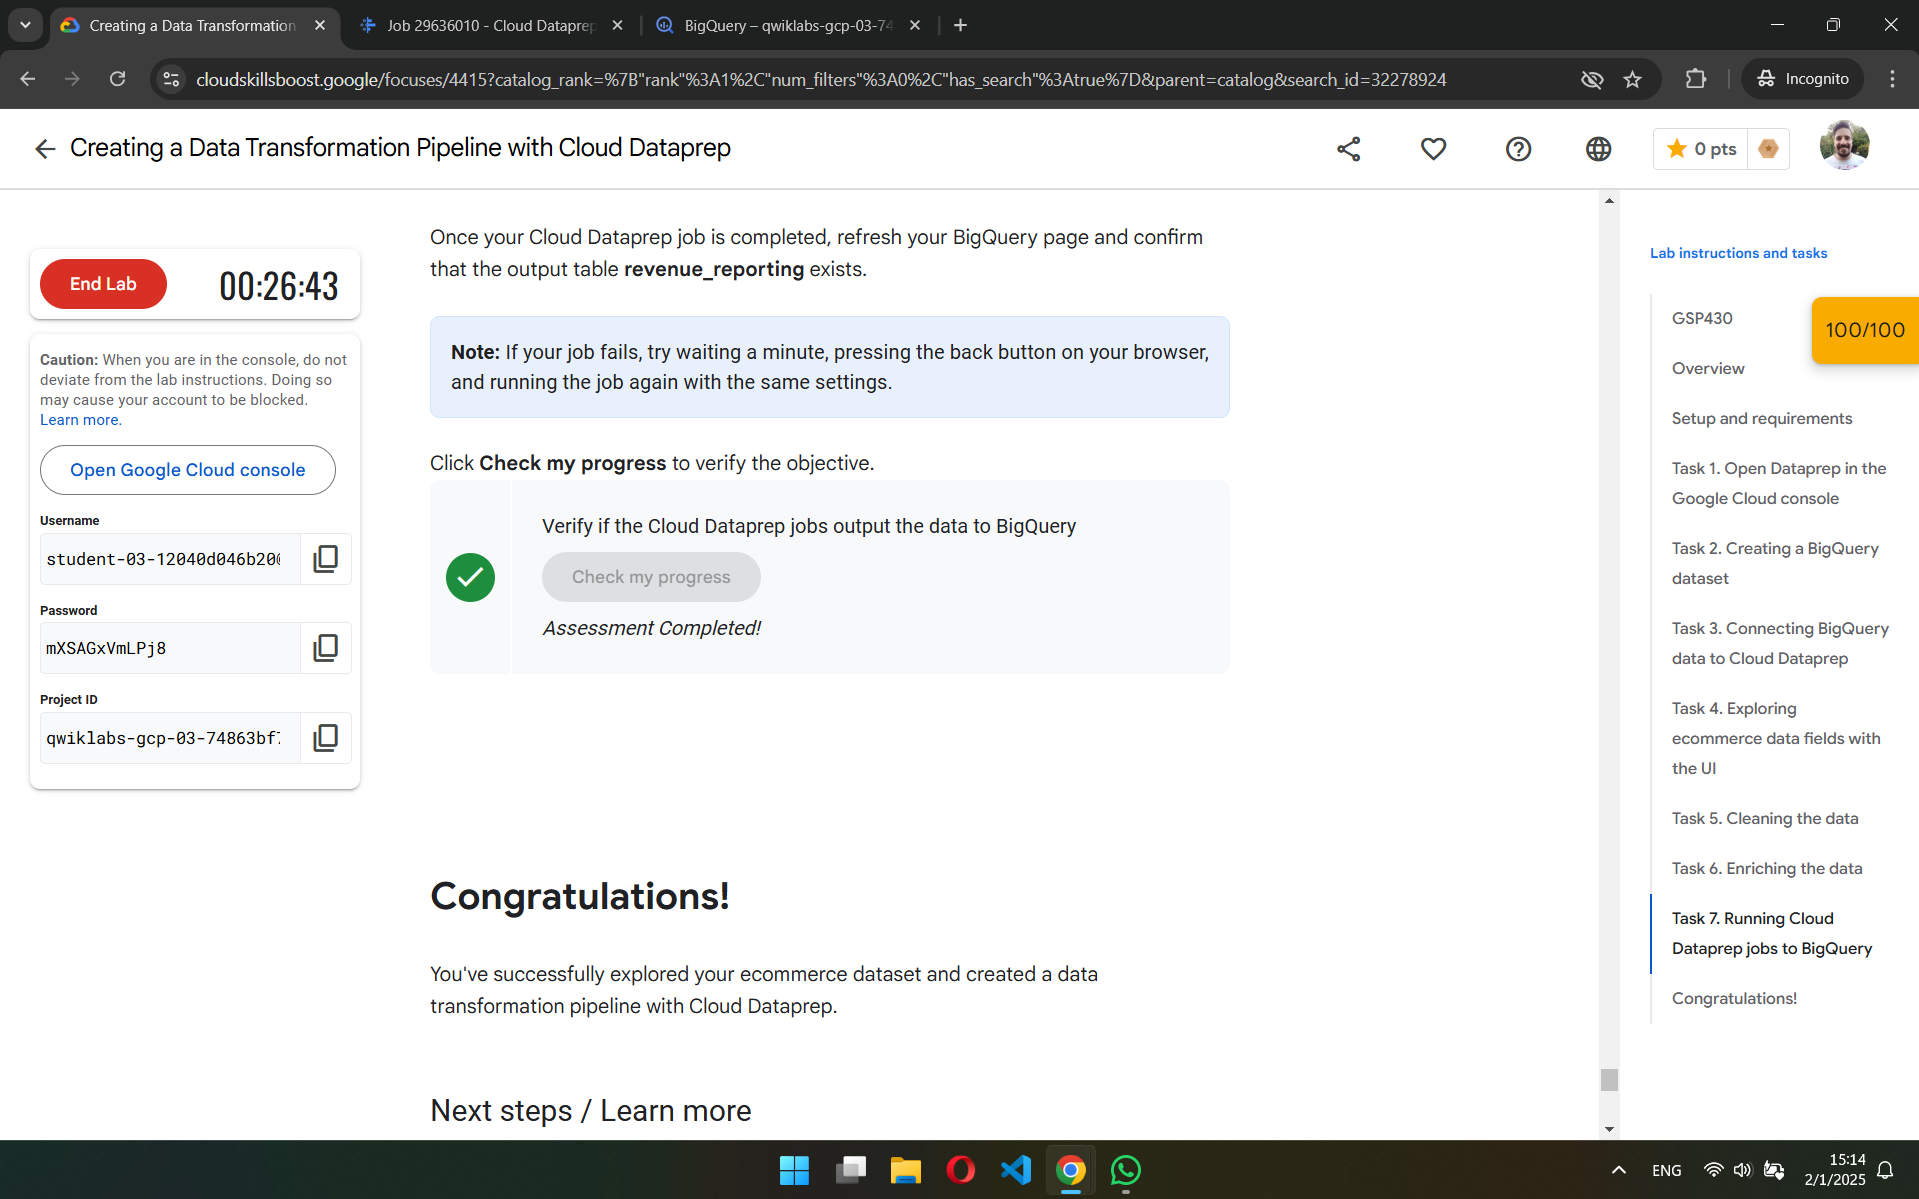 Creating a Data Transformation
Job 29636010 - Cloud Dataprep
BigQuery – qwiklabs-gcp-03-74
cloudskillsboost.google/focuses/4415?catalog_rank=%7B"rank"%3A1%2C"num_filters"%3A0%2C"has_search"%3Atrue%7D&parent=catalog&search_id=32278924
Incognito
Creating a Data Transformation Pipeline with Cloud Dataprep
0 pts
End Lab
00:26:43
Caution: When you are in the console, do not
deviate from the lab instructions. Doing so
may cause your account to be blocked.
Learn more.
Open Google Cloud console
Username
student-03-12040d046b20
Password
mXSAGxVmLPj8
Project ID
qwiklabs-gcp-03-74863bf7
Once your Cloud Dataprep job is completed, refresh your BigQuery page and confirm
that the output table revenue_reporting exists.
Note: If your job fails, try waiting a minute, pressing the back button on your browser,
and running the job again with the same settings.
Click Check my progress to verify the objective.
Verify if the Cloud Dataprep jobs output the data to BigQuery
Check my progress
Assessment Completed!
Congratulations!
You've successfully explored your ecommerce dataset and created a data
transformation pipeline with Cloud Dataprep.
Next steps / Learn more
Lab instructions and tasks
GSP430
100/100
Overview
Setup and requirements
Task 1. Open Dataprep in the
Google Cloud console
Task 2. Creating a BigQuery
dataset
Task 3. Connecting BigQuery
data to Cloud Dataprep
Task 4. Exploring
ecommerce data fields with
the UI
Task 5. Cleaning the data
Task 6. Enriching the data
Task 7. Running Cloud
Dataprep jobs to BigQuery
Congratulations!
ENG
15:14
2/1/2025